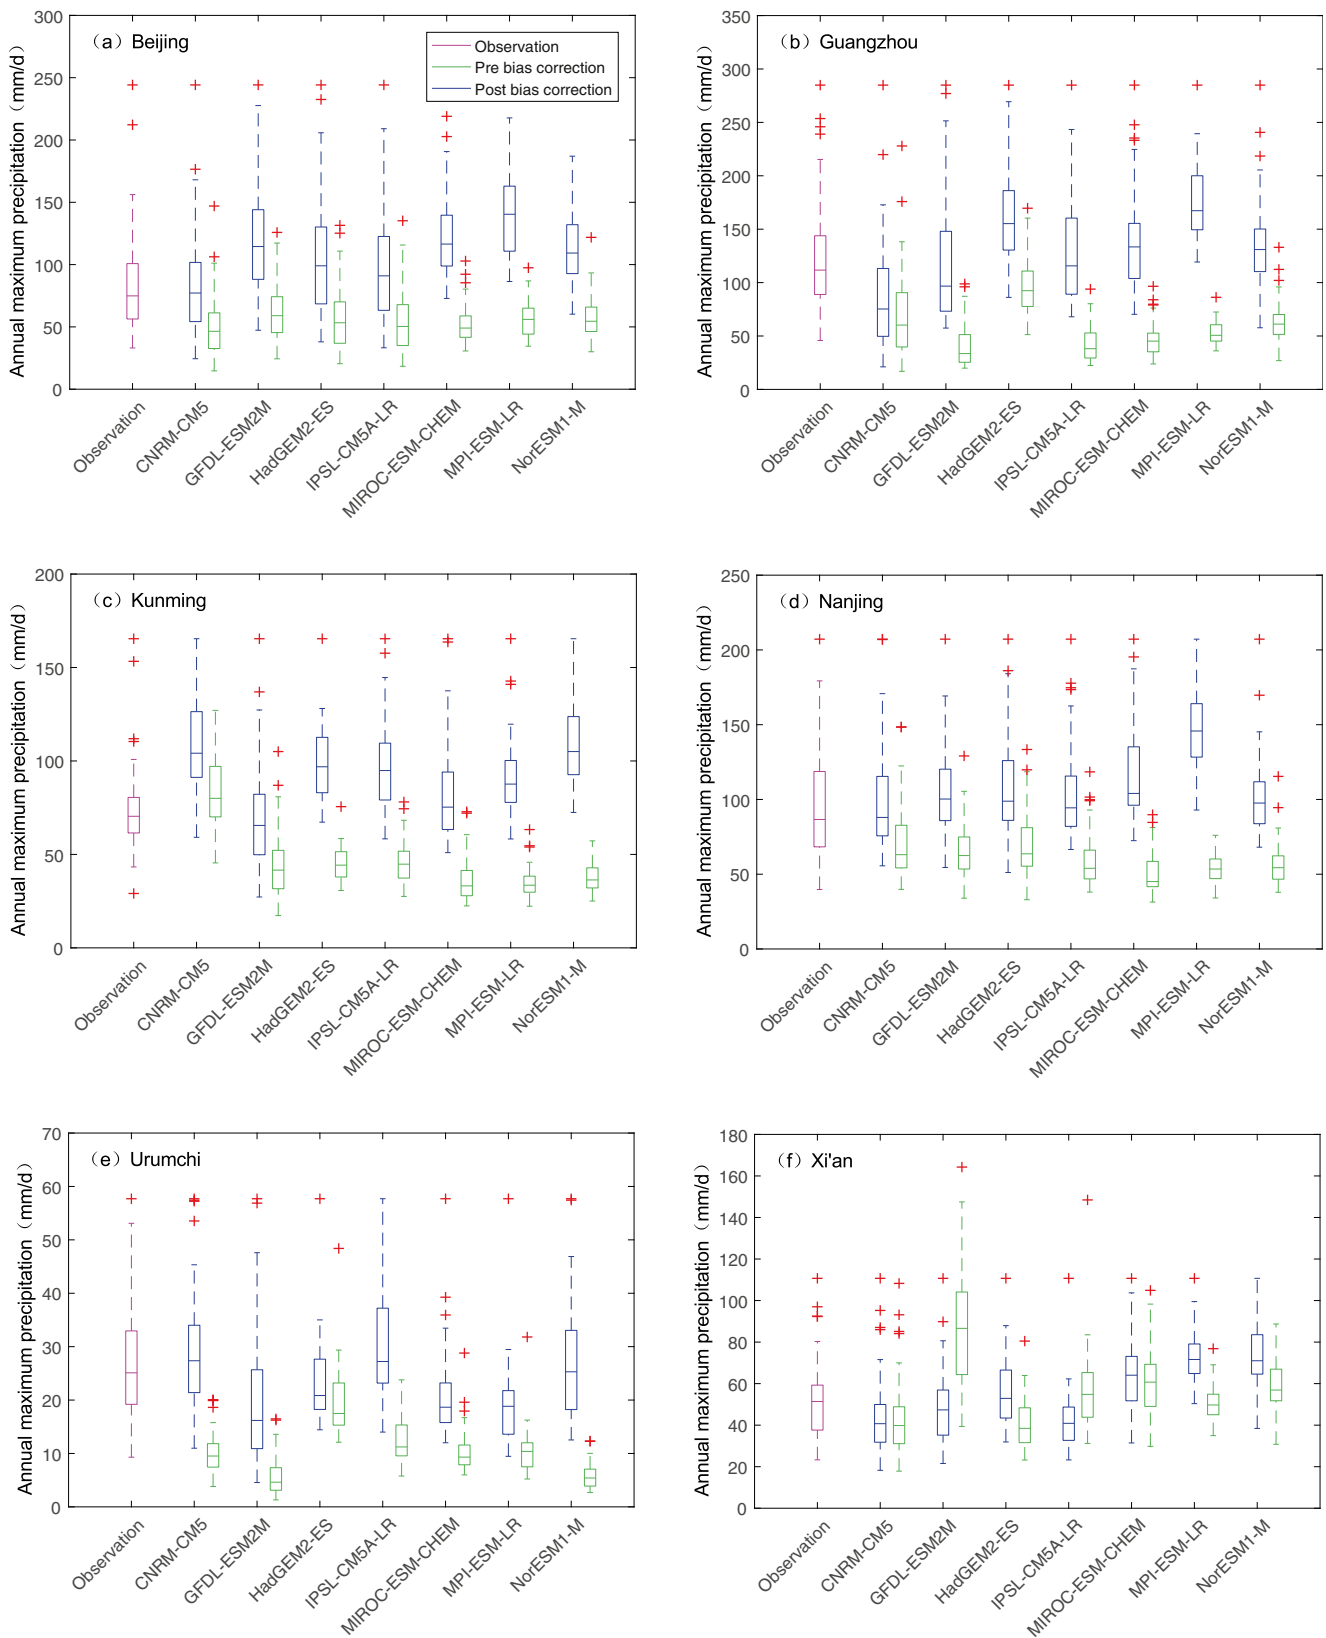 (a) Beijing
Observation
Pre bias correction
Post bias correction
Annual maximum precipitation (mm/d)
300
250
200
150
100
50
0
Observation
CNRM-CM5
GFDL-ESM2M
HadGEM2-ES
IPSL-CM5A-LR
MIROC-ESM-CHEM
MPI-ESM-LR
NorESM1-M
(b) Guangzhou
Annual maximum precipitation (mm/d)
350
300
250
200
150
100
50
0
Observation
CNRM-CM5
GFDL-ESM2M
HadGEM2-ES
IPSL-CM5A-LR
MIROC-ESM-CHEM
MPI-ESM-LR
NorESM1-M
(c) Kunming
Annual maximum precipitation (mm/d)
200
150
100
50
0
Observation
CNRM-CM5
GFDL-ESM2M
HadGEM2-ES
IPSL-CM5A-LR
MIROC-ESM-CHEM
MPI-ESM-LR
NorESM1-M
(d) Nanjing
Annual maximum precipitation (mm/d)
250
200
150
100
50
0
Observation
CNRM-CM5
GFDL-ESM2M
HadGEM2-ES
IPSL-CM5A-LR
MIROC-ESM-CHEM
MPI-ESM-LR
NorESM1-M
(e) Urumchi
Annual maximum precipitation (mm/d)
70
60
50
40
30
20
10
0
Observation
CNRM-CM5
GFDL-ESM2M
HadGEM2-ES
IPSL-CM5A-LR
MIROC-ESM-CHEM
MPI-ESM-LR
NorESM1-M
(f) Xi'an
Annual maximum precipitation (mm/d)
180
160
140
120
100
80
60
40
20
0
Observation
CNRM-CM5
GFDL-ESM2M
HadGEM2-ES
IPSL-CM5A-LR
MIROC-ESM-CHEM
MPI-ESM-LR
NorESM1-M